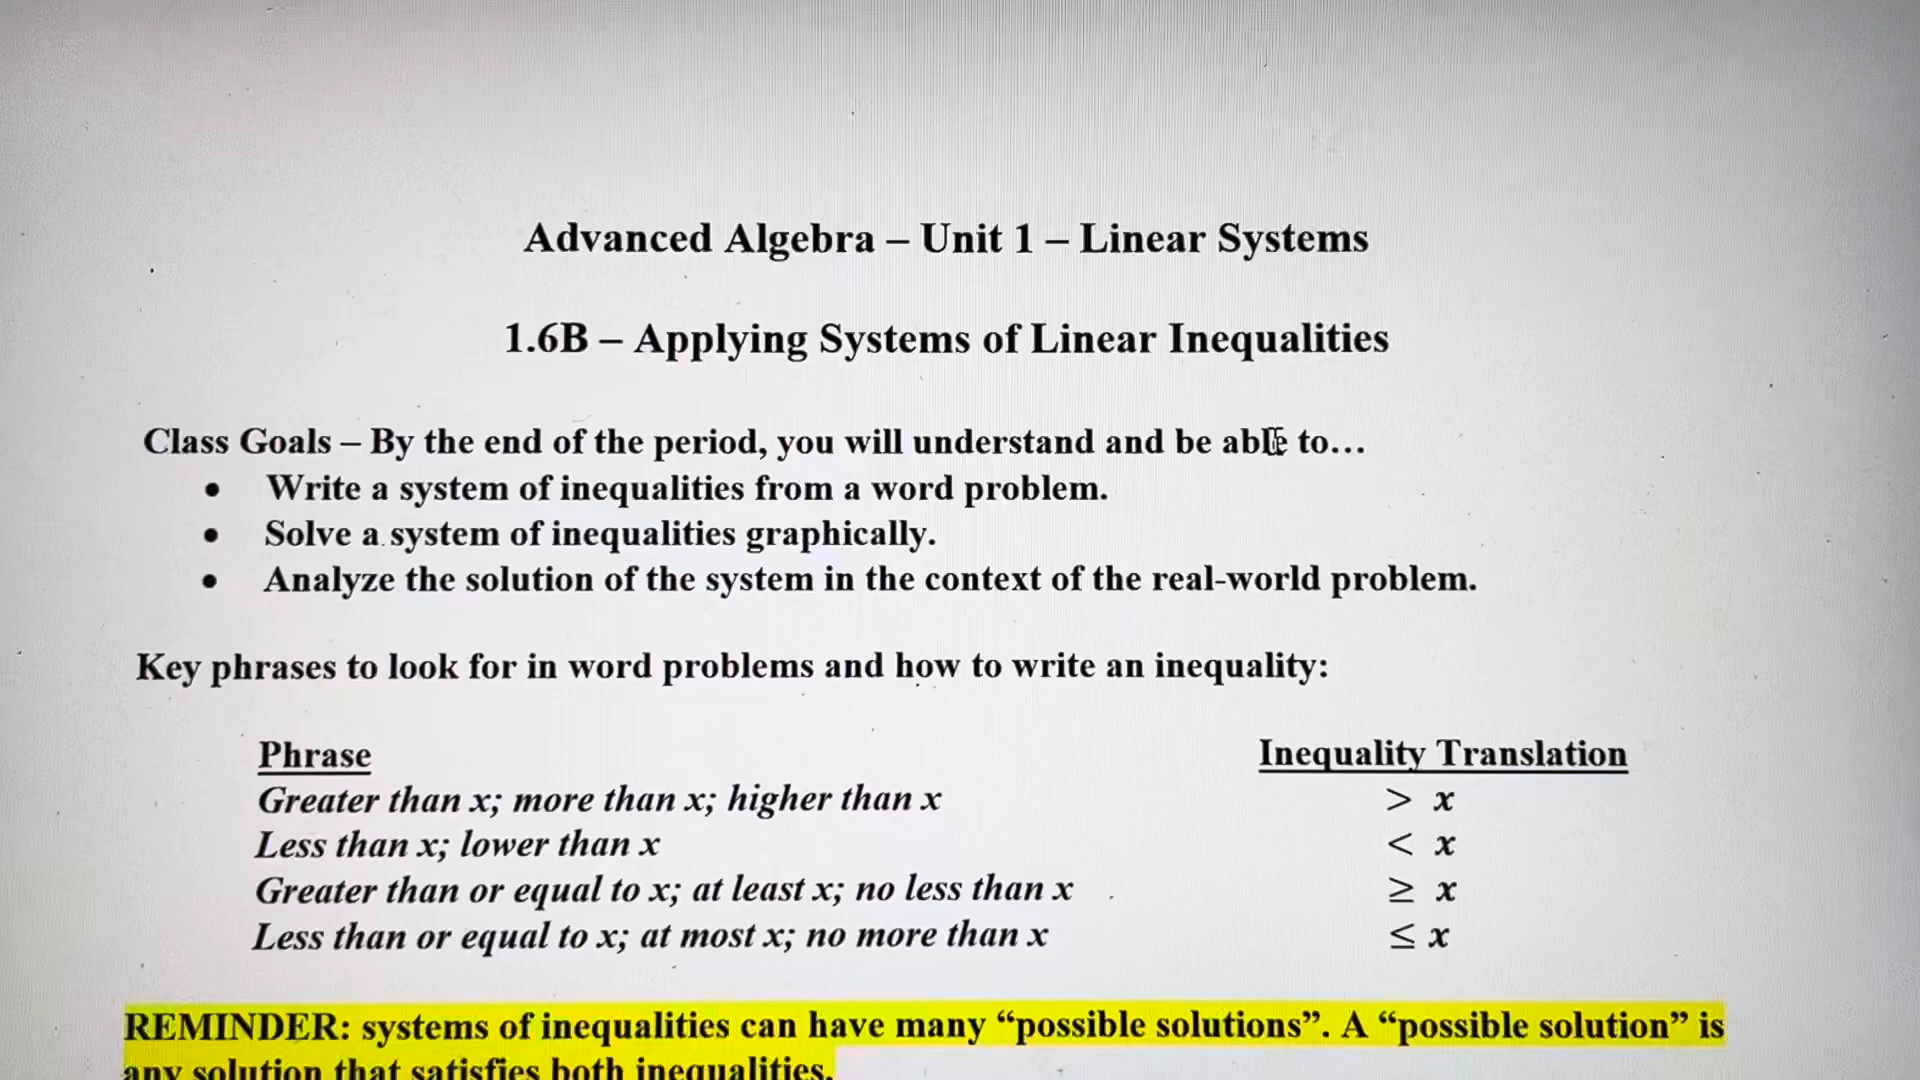 Advanced Algebra – Unit 1 – Linear Systems
1.6B – Applying Systems of Linear Inequalities
Class Goals – By the end of the period, you will understand and be able to…
• Write a system of inequalities from a word problem.
• Solve a system of inequalities graphically.
• Analyze the solution of the system in the context of the real-world problem.
Key phrases to look for in word problems and how to write an inequality:
Phrase Inequality Translation
Greater than x; more than x; higher than x > x
Less than x; lower than x < x
Greater than or equal to x; at least x; no less than x ≥ x
Less than or equal to x; at most x; no more than x ≤ x
REMINDER: systems of inequalities can have many “possible solutions”. A “possible solution” is
any solution that satisfies both inequalities.